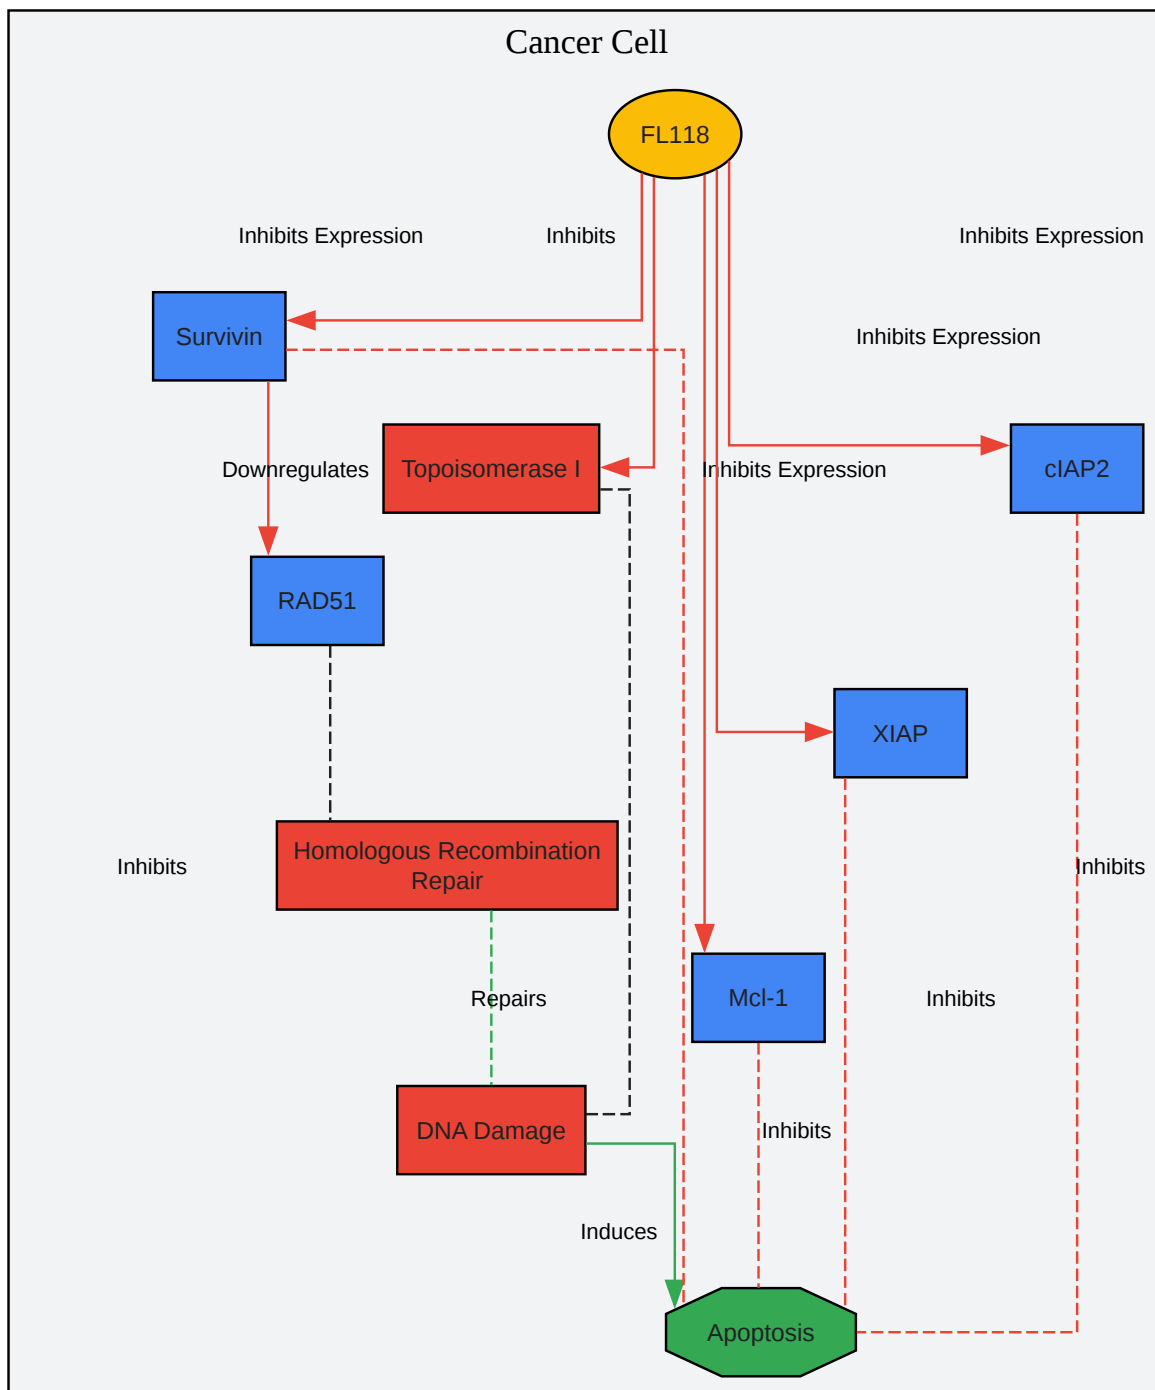 Cancer Cell
FL118
Inhibits Expression
Inhibits
Inhibits Expression
Survivin
Inhibits Expression
Downregulates
Topoisomerase I
Inhibits Expression
cIAP2
RAD51
XIAP
Homologous Recombination
Repair
Inhibits
Inhibits
Repairs
Mcl-1
Inhibits
DNA Damage
Inhibits
Induces
Apoptosis